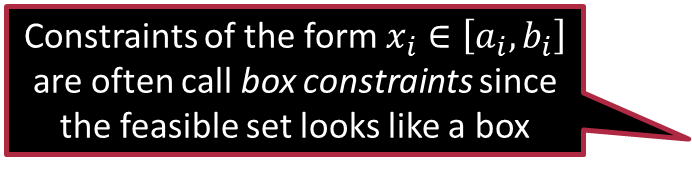 Constraints of the form 𝑥ᵢ ∈ [𝑎ᵢ, 𝑏ᵢ]
are often call box constraints since
the feasible set looks like a box